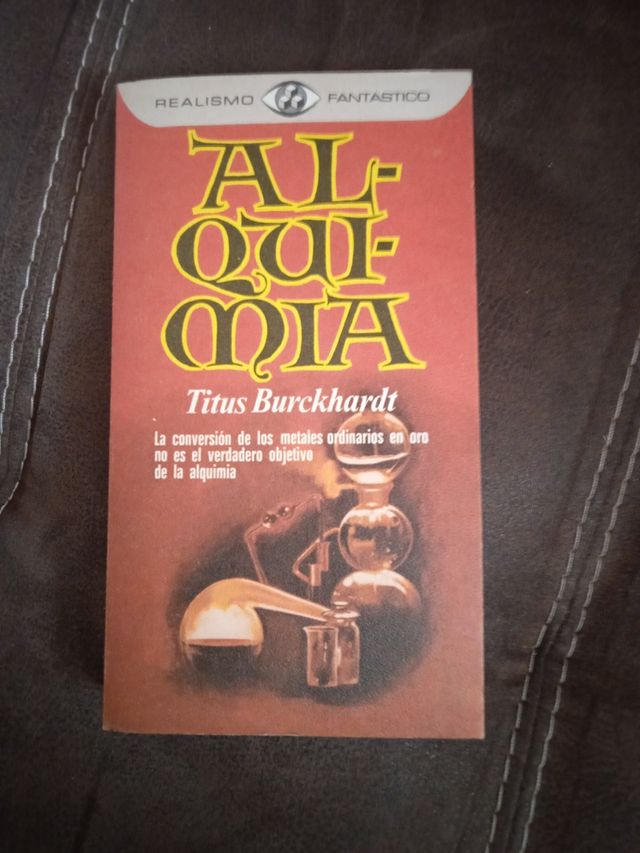 REALISMO FANTASTICO
AL-
QUI-
MIA
Titus Burckhardt
La conversión de los metales ordinarios en oro
no es el verdadero objetivo
de la alquimia